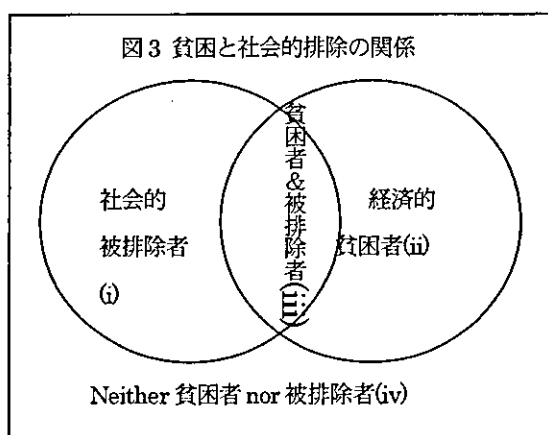 図3 貧困と社会的排除の関係
社会的
被排除者
(i)
貧困者&被排除者(iii)
経済的
貧困者(ii)
Neither 貧困者 nor 被排除者(iv)